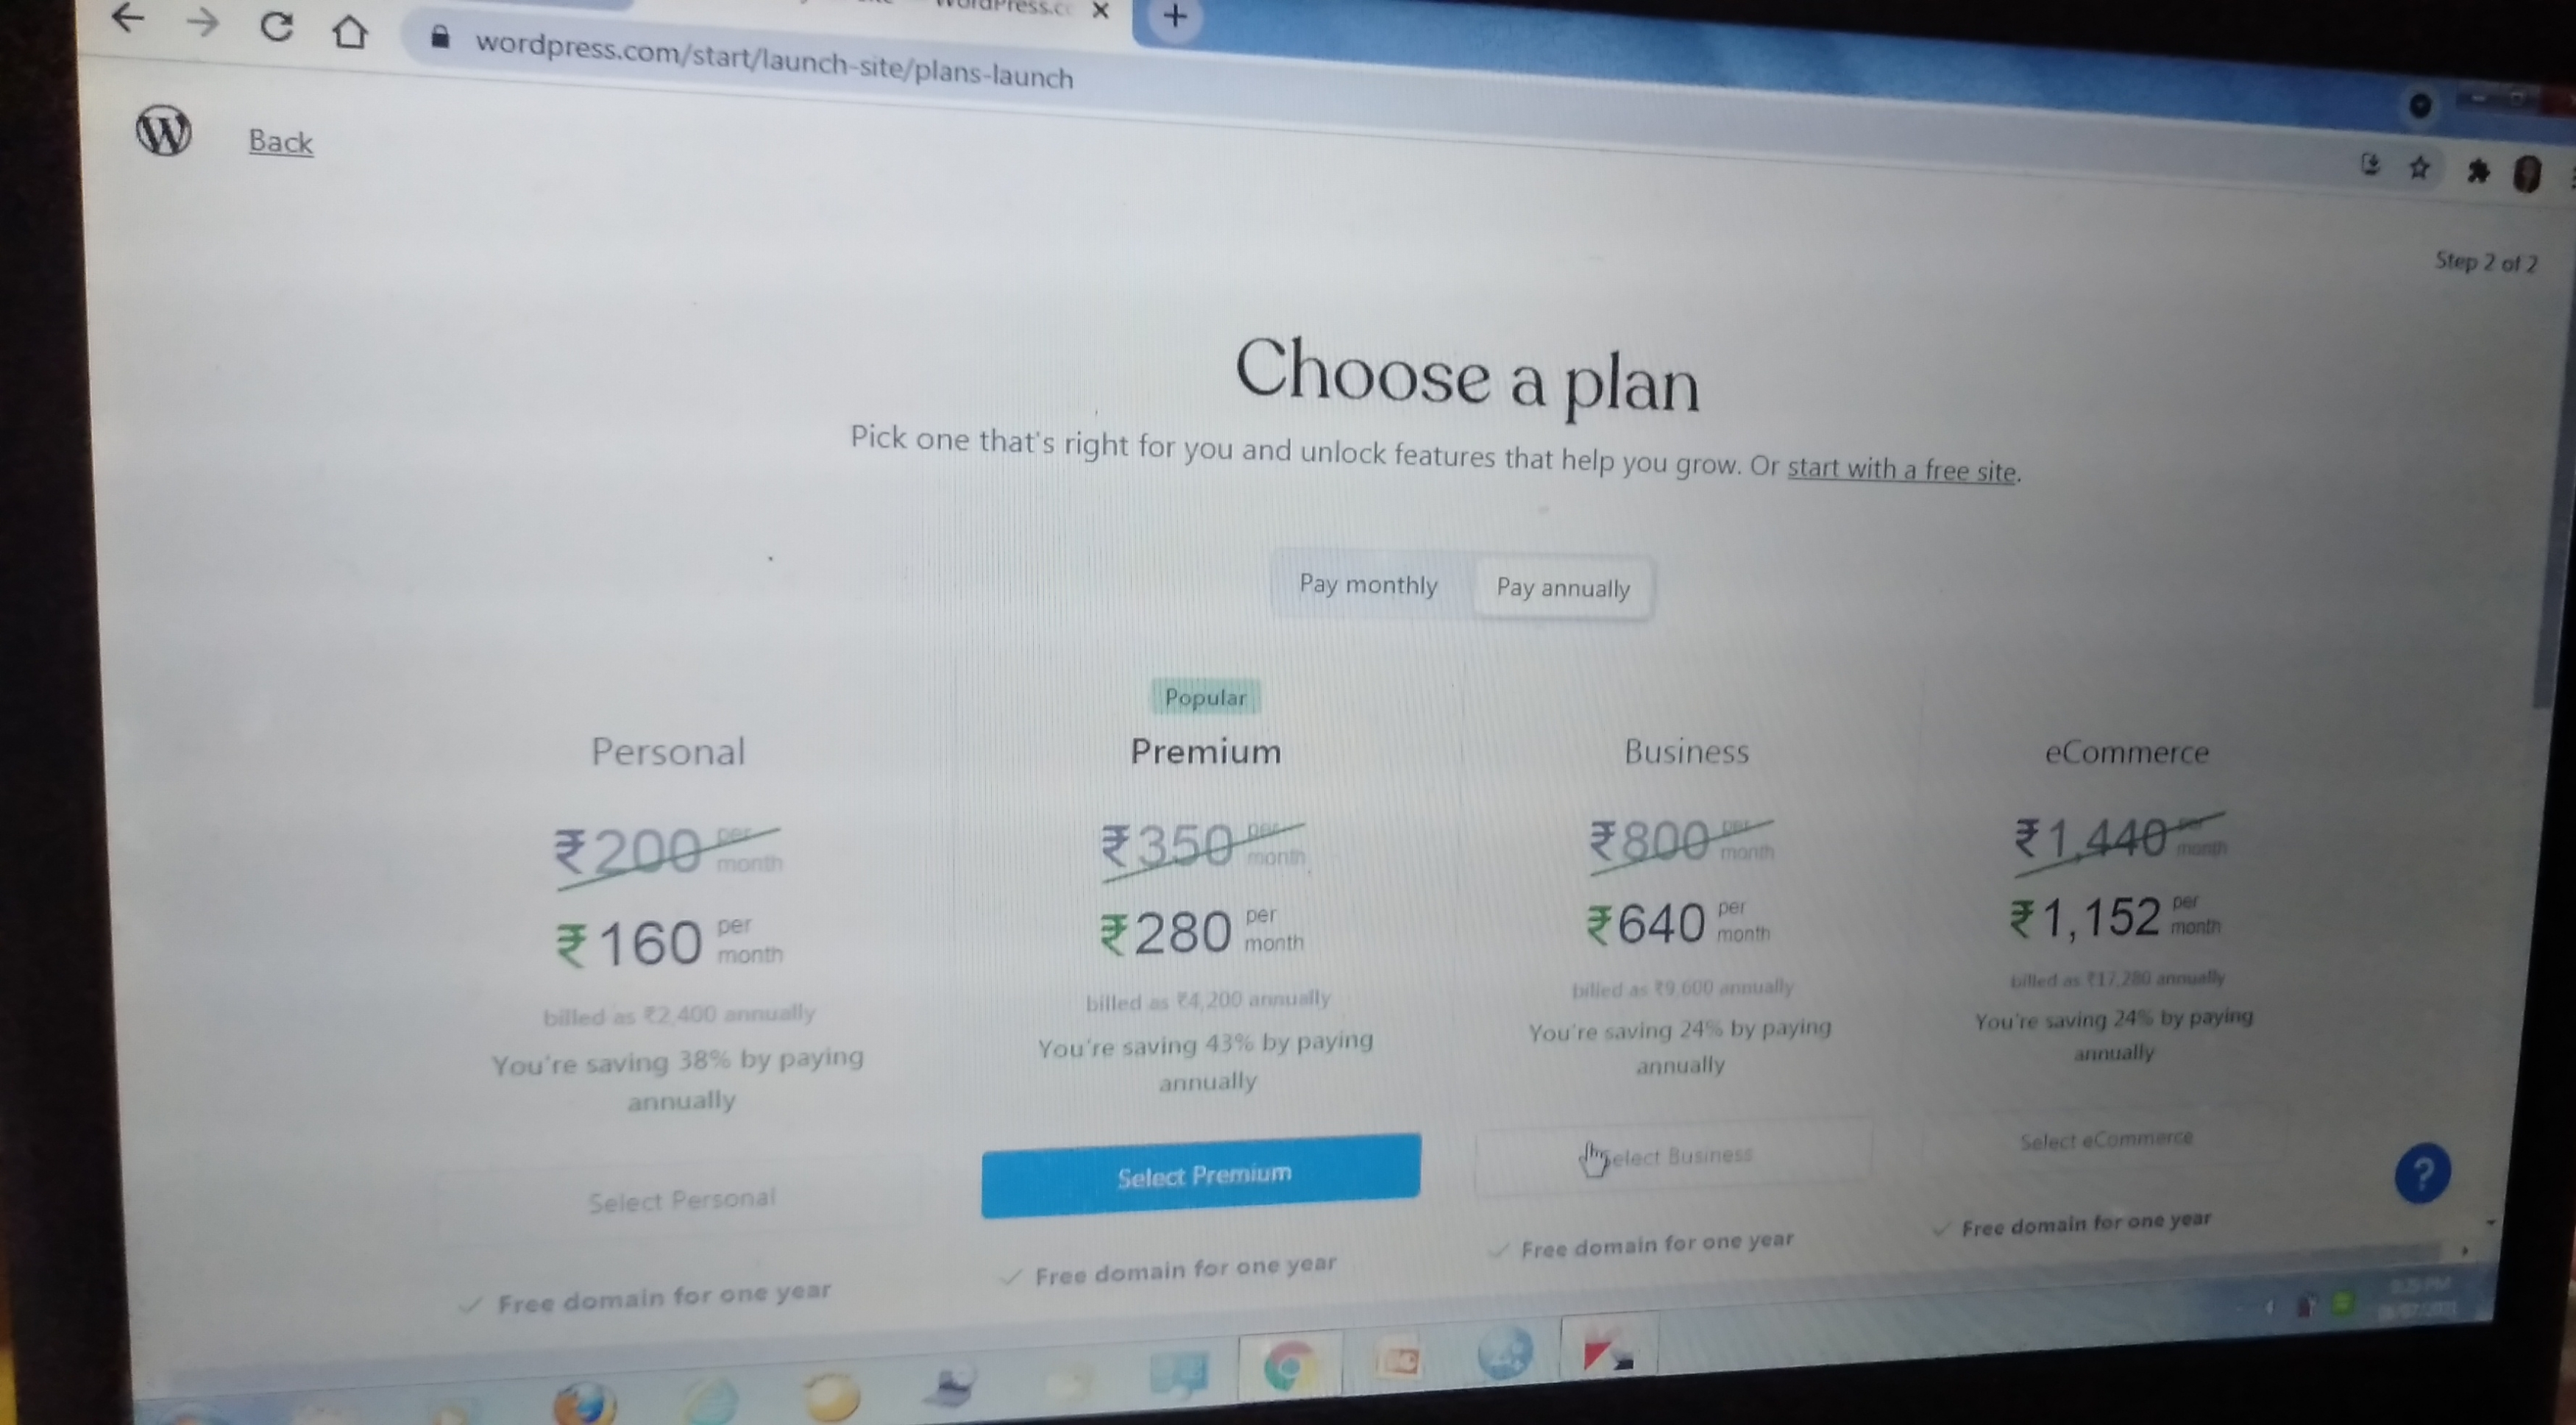 wordpress.com/start/launch-site/plans-launch
Back
Step 2 of 2
Choose a plan
Pick one that's right for you and unlock features that help you grow. Or start with a free site.
Pay monthly Pay annually
Popular
Personal Premium Business eCommerce
₹200 per month ₹350 per month ₹800 per month ₹1,440 per month
₹160 per month ₹280 per month ₹640 per month ₹1,152 per month
billed as ₹2,400 annually billed as ₹4,200 annually billed as ₹9,600 annually billed as ₹17,280 annually
You're saving 38% by paying annually You're saving 43% by paying annually You're saving 24% by paying annually You're saving 24% by paying annually
Select Personal Select Premium Select Business Select eCommerce
Free domain for one year Free domain for one year Free domain for one year Free domain for one year